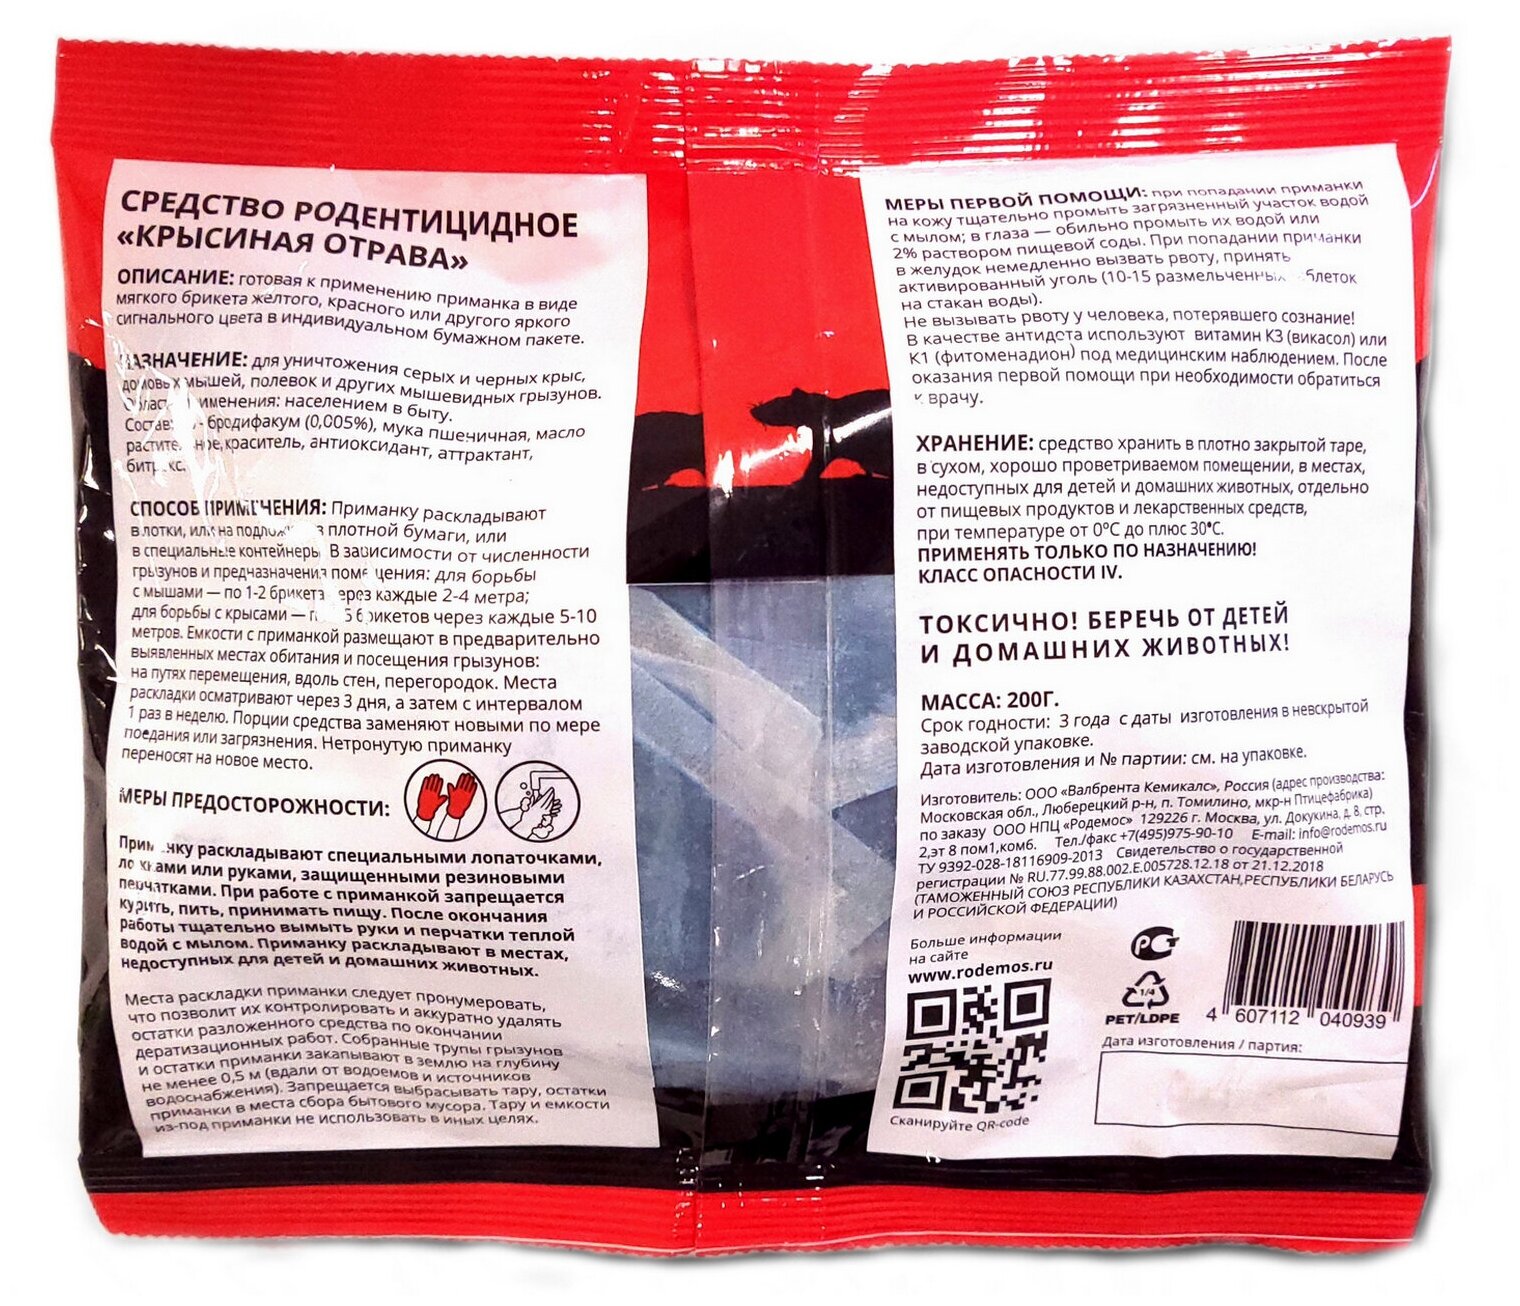 СРЕДСТВО РОДЕНТИЦИДНОЕ
«КРЫСИНАЯ ОТРАВА»
ОПИСАНИЕ: готовая к применению приманка в виде
мягкого брикета желтого, красного или другого яркого
сигнального цвета в индивидуальном бумажном пакете.
НАЗНАЧЕНИЕ: для уничтожения серых и черных крыс,
домовых мышей, полевок и других мышевидных грызунов.
Область применения: населением в быту.
Состав: бродифакум (0,005%), мука пшеничная, масло
растительное, краситель, антиоксидант, аттрактант,
битрекс.
СПОСОБ ПРИМЕНЕНИЯ: Приманку раскладывают
в лотки, или на подложки из плотной бумаги, или
в специальные контейнеры. В зависимости от численности
грызунов и предназначения помещения: для борьбы
с мышами — по 1-2 брикета через каждые 2-4 метра;
для борьбы с крысами — брикетов через каждые 5-10
метров. Емкости с приманкой размещают в предварительно
выявленных местах обитания и посещения грызунов:
на путях перемещения, вдоль стен, перегородок. Места
раскладки осматривают через 3 дня, а затем с интервалом
1 раз в неделю. Порции средства заменяют новыми по мере
поедания или загрязнения. Нетронутую приманку
переносят на новое место.
МЕРЫ ПРЕДОСТОРОЖНОСТИ:
Приманку раскладывают специальными лопаточками,
ложками или руками, защищенными резиновыми
перчатками. При работе с приманкой запрещается
курить, пить, принимать пищу. После окончания
работы тщательно вымыть руки и перчатки теплой
водой с мылом. Приманку раскладывают в местах,
недоступных для детей и домашних животных.
Места раскладки приманки следует пронумеровать,
что позволит их контролировать и аккуратно удалять
остатки разложенного средства по окончании
дератизационных работ. Собранные трупы грызунов
и остатки приманки закапывают в землю на глубину
не менее 0,5 м (вдали от водоемов и источников
водоснабжения). Запрещается выбрасывать тару, остатки
приманки в места сбора бытового мусора. Тару и емкости
из-под приманки не использовать в иных целях.
МЕРЫ ПЕРВОЙ ПОМОЩИ: при попадании приманки
на кожу тщательно промыть загрязненный участок водой
с мылом; в глаза — обильно промыть их водой или
2% раствором пищевой соды. При попадании приманки
в желудок немедленно вызвать рвоту, принять
активированный уголь (10-15 размельченных таблеток
на стакан воды).
Не вызывать рвоту у человека, потерявшего сознание!
В качестве антидота используют витамин К3 (викасол) или
К1 (фитоменадион) под медицинским наблюдением. После
оказания первой помощи при необходимости обратиться
к врачу.
ХРАНЕНИЕ: средство хранить в плотно закрытой таре,
в сухом, хорошо проветриваемом помещении, в местах,
недоступных для детей и домашних животных, отдельно
от пищевых продуктов и лекарственных средств,
при температуре от 0°С до плюс 30°С.
ПРИМЕНЯТЬ ТОЛЬКО ПО НАЗНАЧЕНИЮ!
КЛАСС ОПАСНОСТИ IV.
ТОКСИЧНО! БЕРЕЧЬ ОТ ДЕТЕЙ
И ДОМАШНИХ ЖИВОТНЫХ!
МАССА: 200Г.
Срок годности: 3 года с даты изготовления в невскрытой
заводской упаковке.
Дата изготовления и № партии: см. на упаковке.
Изготовитель: ООО «Валбрента Кемикалс», Россия (адрес производства:
Московская обл., Люберецкий р-н, п. Томилино, мкр-н Птицефабрика)
по заказу ООО НПЦ «Родемос» 129226 г. Москва, ул. Докукина, д. 8, стр.
2,эт 8 пом1,комб. Тел./факс +7(495)975-90-10 E-mail: info@rodemos.ru
ТУ 9392-028-18116909-2013 Свидетельство о государственной
регистрации № RU.77.99.88.002.Е.005728.12.18 от 21.12.2018
(ТАМОЖЕННЫЙ СОЮЗ РЕСПУБЛИКИ КАЗАХСТАН,РЕСПУБЛИКИ БЕЛАРУСЬ
И РОССИЙСКОЙ ФЕДЕРАЦИИ)
Больше информации
на сайте
www.rodemos.ru
Сканируйте QR-code
РСТ
1/4
PET/LDPE
4 607112 040939
Дата изготовления / партия: